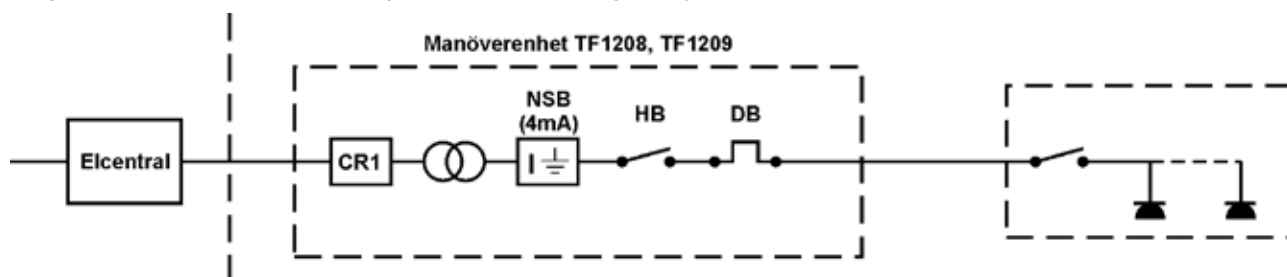 Manöverenhet TF1208, TF1209
NSB
(4mA)
HB
DB
Elcentral
CR1